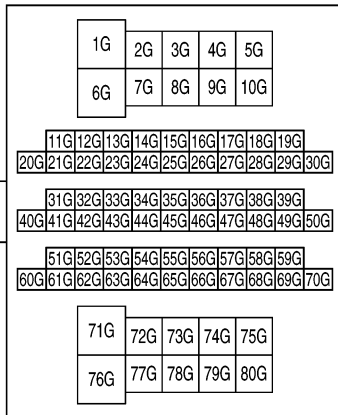 1G 2G 3G 4G 5G
6G 7G 8G 9G 10G
11G 12G 13G 14G 15G 16G 17G 18G 19G
20G 21G 22G 23G 24G 25G 26G 27G 28G 29G 30G
31G 32G 33G 34G 35G 36G 37G 38G 39G
40G 41G 42G 43G 44G 45G 46G 47G 48G 49G 50G
51G 52G 53G 54G 55G 56G 57G 58G 59G
60G 61G 62G 63G 64G 65G 66G 67G 68G 69G 70G
71G 72G 73G 74G 75G
76G 77G 78G 79G 80G